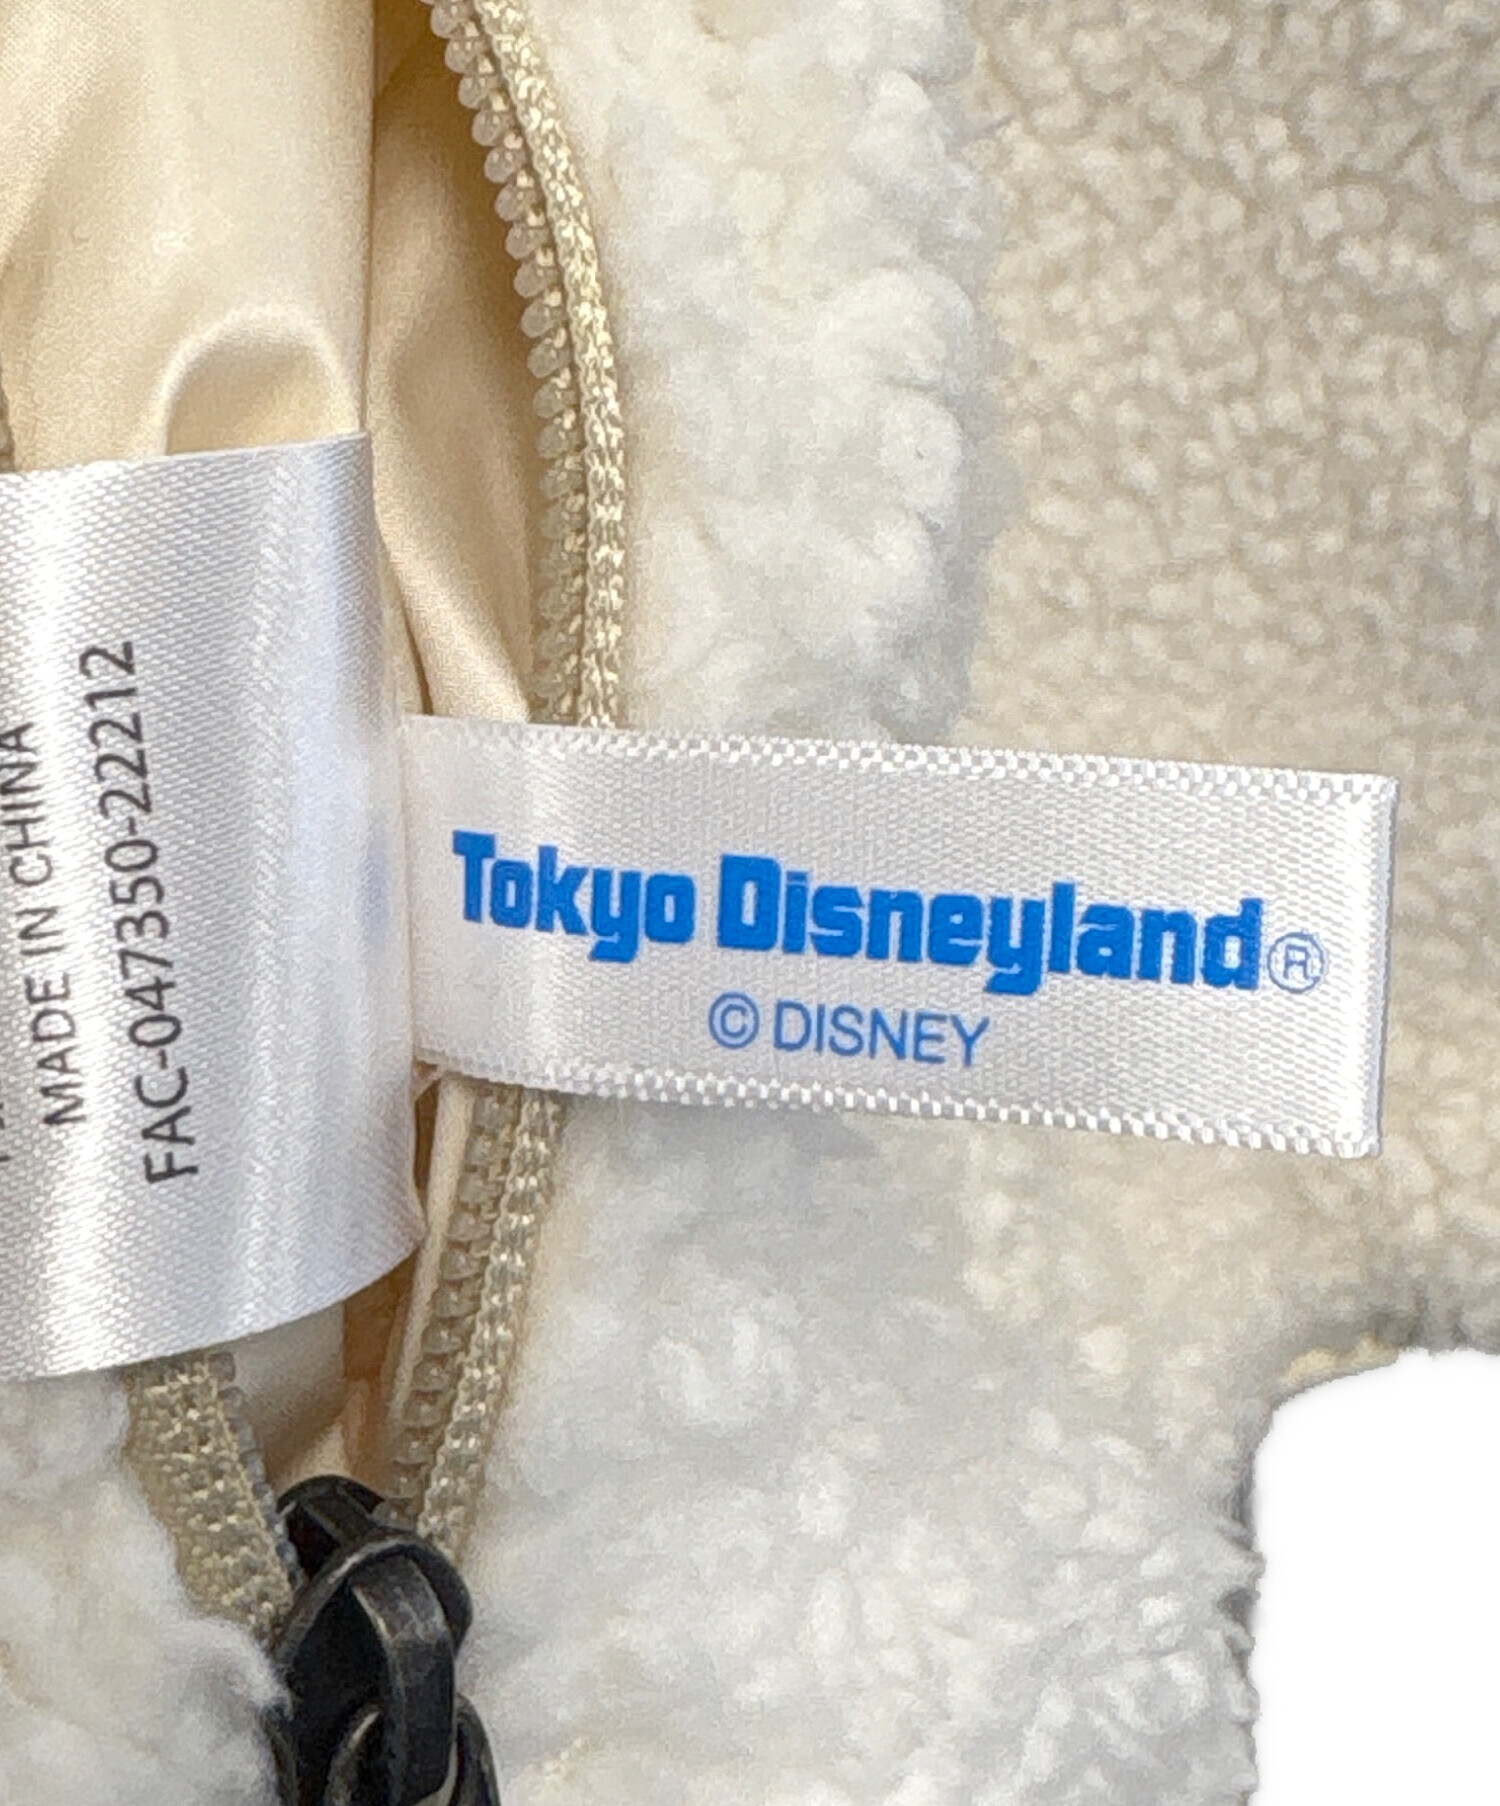 MADE IN CHINA
FAC-047350-22212
Tokyo Disneyland®
© DISNEY